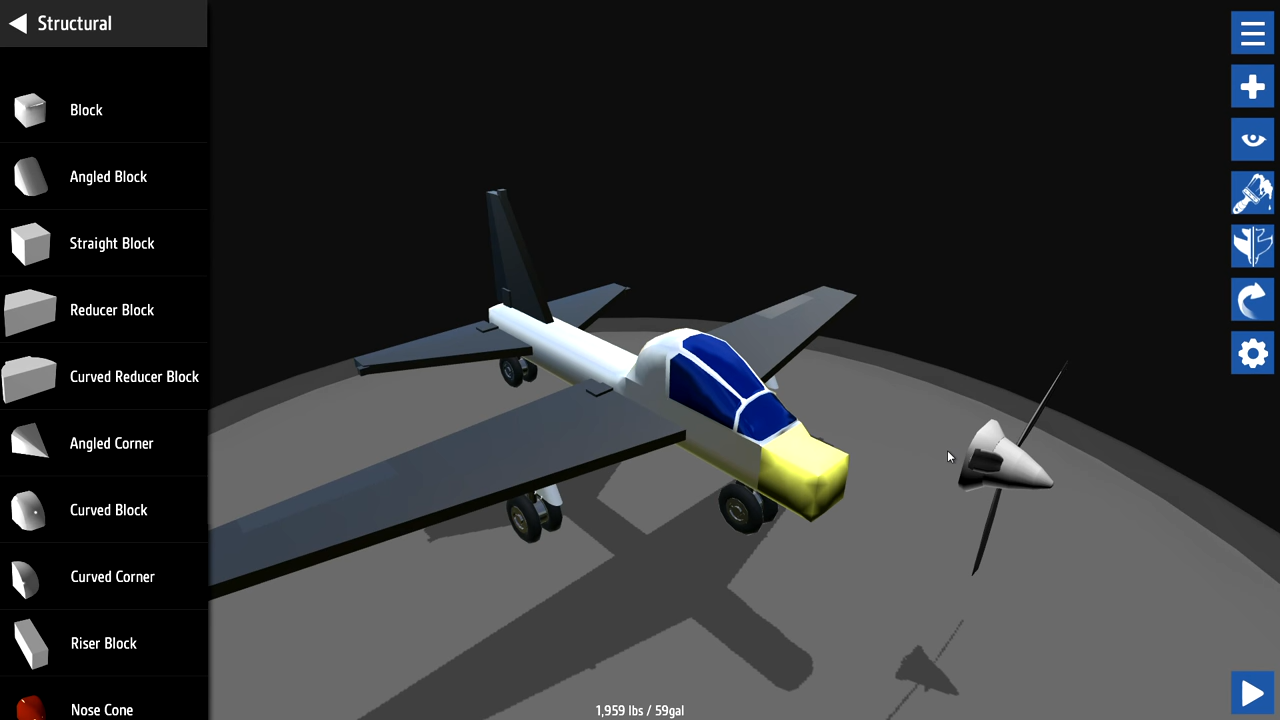 Structural
Block
Angled Block
Straight Block
Reducer Block
Curved Reducer Block
Angled Corner
Curved Block
Curved Corner
Riser Block
Nose Cone
1,959 lbs / 59gal